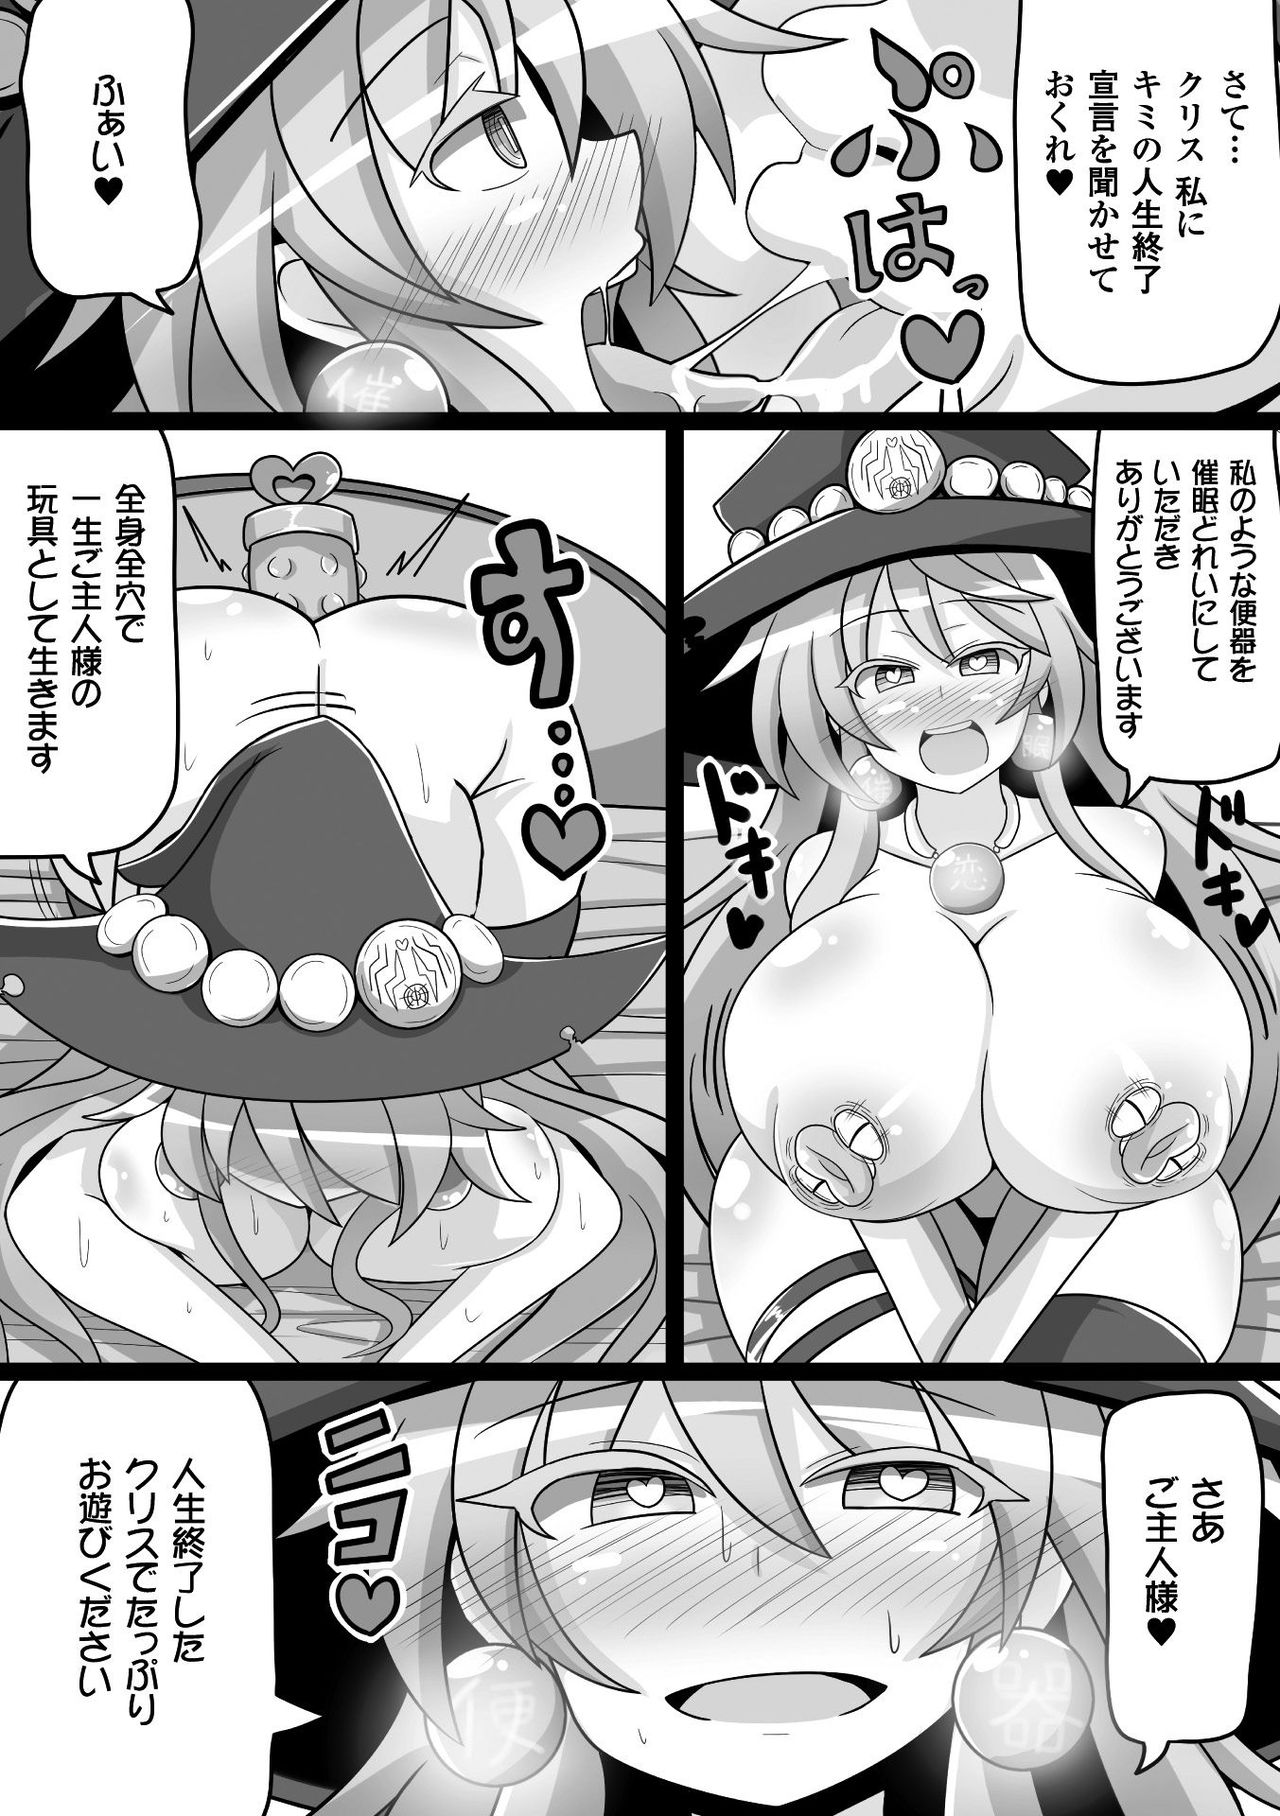 さて…
クリス 私に
キミの人生終了
宣言を聞かせて
おくれ♥
ぷはっ♥
ふぁい♥
催
私のような便器を
催眠どれいにして
いただき
ありがとうございます
眠
催
恋
ドキ♥
ドキ♥
す…♥
全身全穴で
一生ご主人様の
玩具として生きます
さあ
ご主人様♥
ニコ♥
人生終了した
クリスでたっぷり
お遊びください
便
器